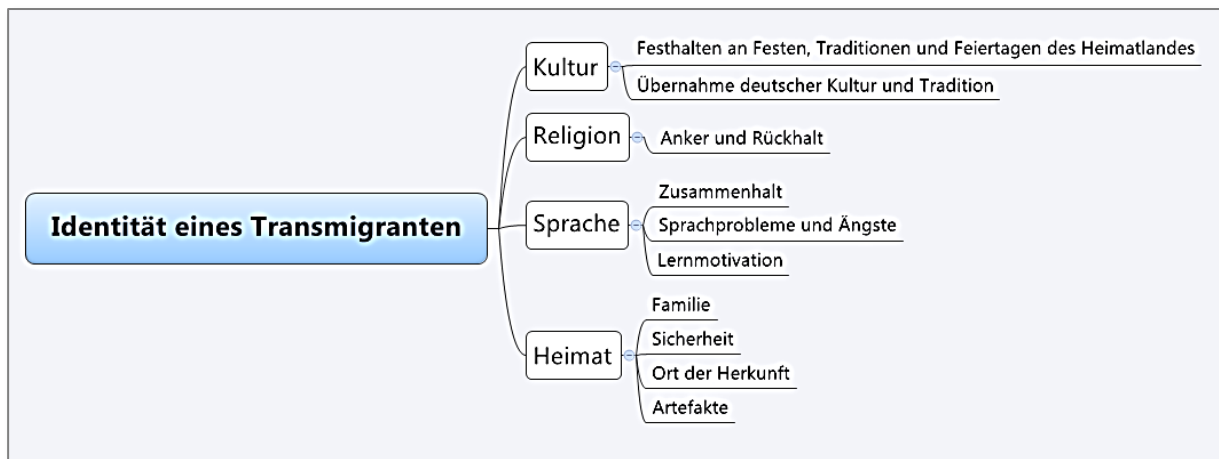 Identität eines Transmigranten
Kultur
Festhalten an Festen, Traditionen und Feiertagen des Heimatlandes
Übernahme deutscher Kultur und Tradition
Religion
Anker und Rückhalt
Sprache
Zusammenhalt
Sprachprobleme und Ängste
Lernmotivation
Heimat
Familie
Sicherheit
Ort der Herkunft
Artefakte